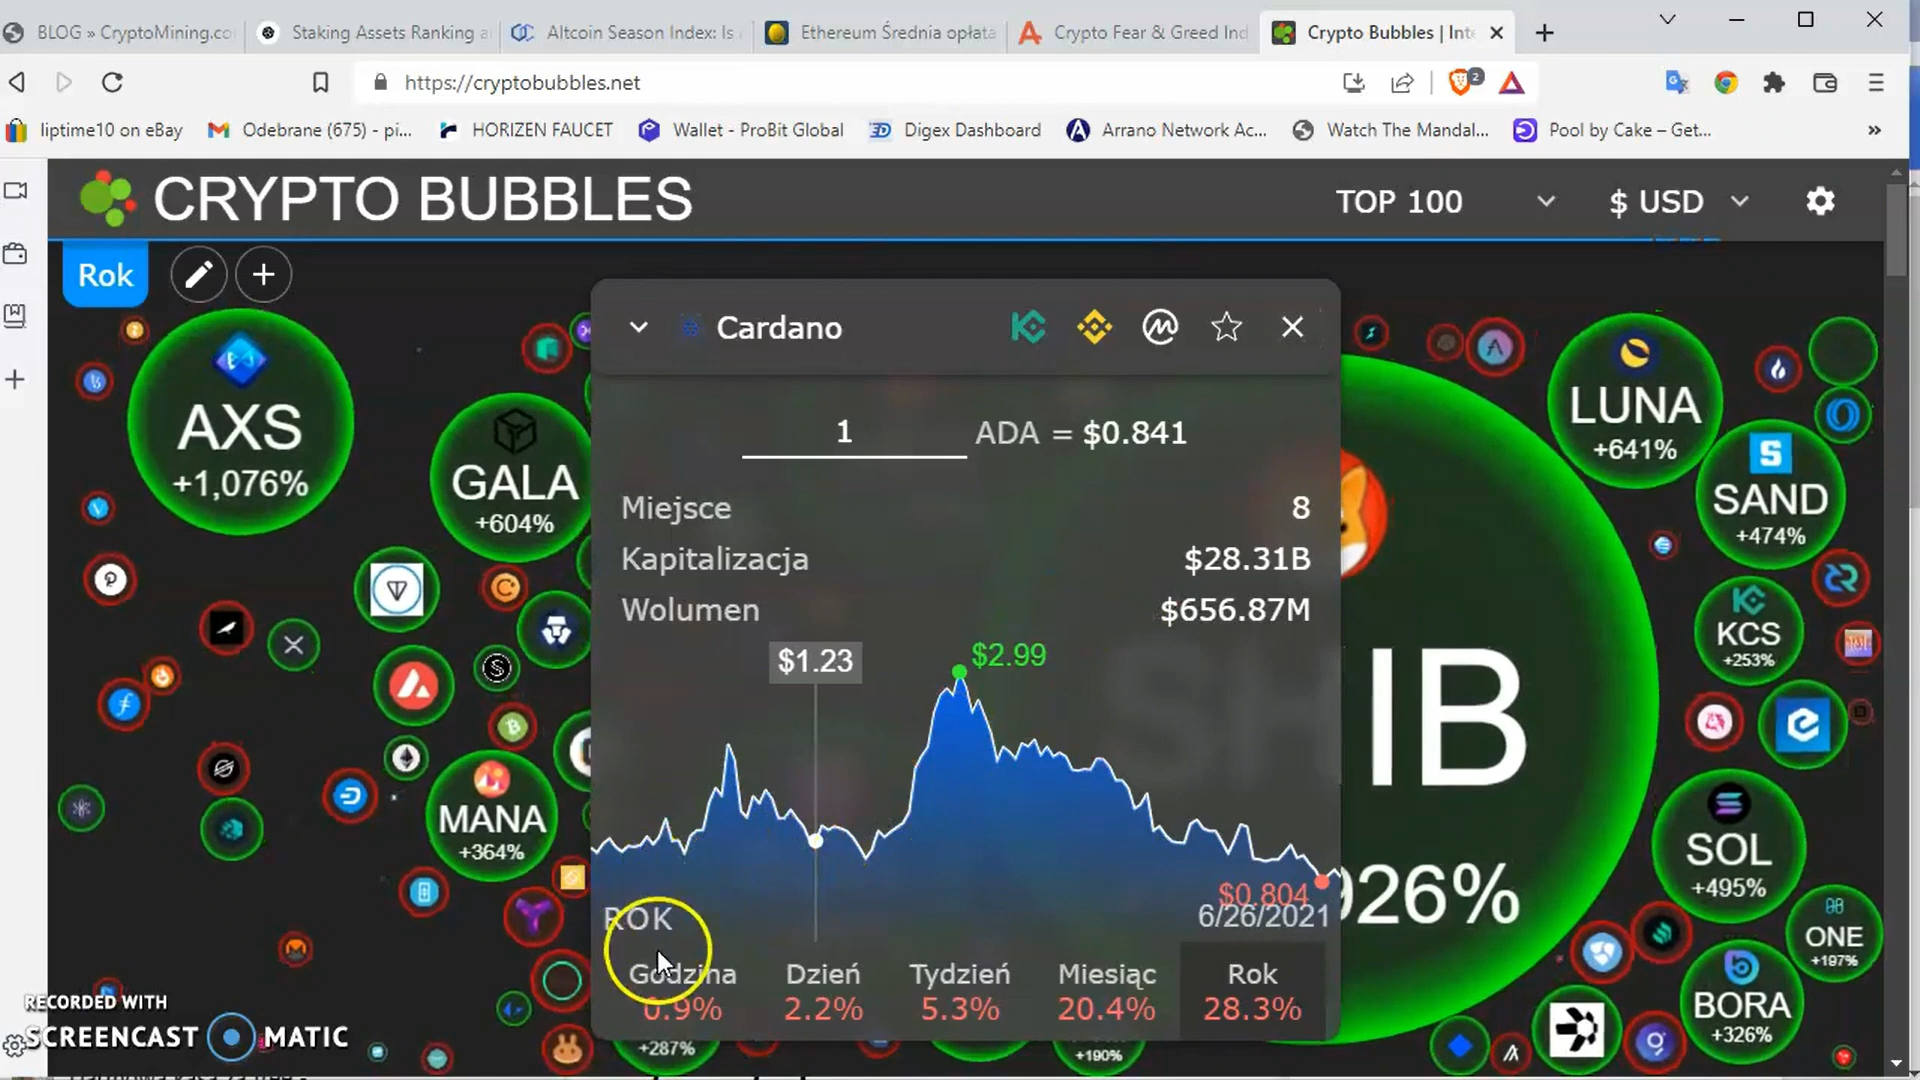 BLOG » CryptoMining.co
Staking Assets Ranking a
Altcoin Season Index: Is
Ethereum Średnia opłata
Crypto Fear & Greed Ind
Crypto Bubbles | Inte
https://cryptobubbles.net
2
liptime10 on eBay
Odebrane (675) - pi...
HORIZEN FAUCET
Wallet - ProBit Global
Digex Dashboard
Arrano Network Ac...
Watch The Mandal...
Pool by Cake – Get...
CRYPTO BUBBLES
TOP 100
$ USD
Rok
Cardano
1 ADA = $0.841
Miejsce 8
Kapitalizacja $28.31B
Wolumen $656.87M
$1.23
$2.99
$0.804
ROK
6/26/2021
Godzina Dzień Tydzień Miesiąc Rok
0.9% 2.2% 5.3% 20.4% 28.3%
AXS
+1,076%
GALA
+604%
MANA
+364%
+287%
+190%
IB
926%
LUNA
+641%
SAND
+474%
KCS
+253%
SOL
+495%
ONE
+197%
BORA
+326%
RECORDED WITH
SCREENCAST MATIC